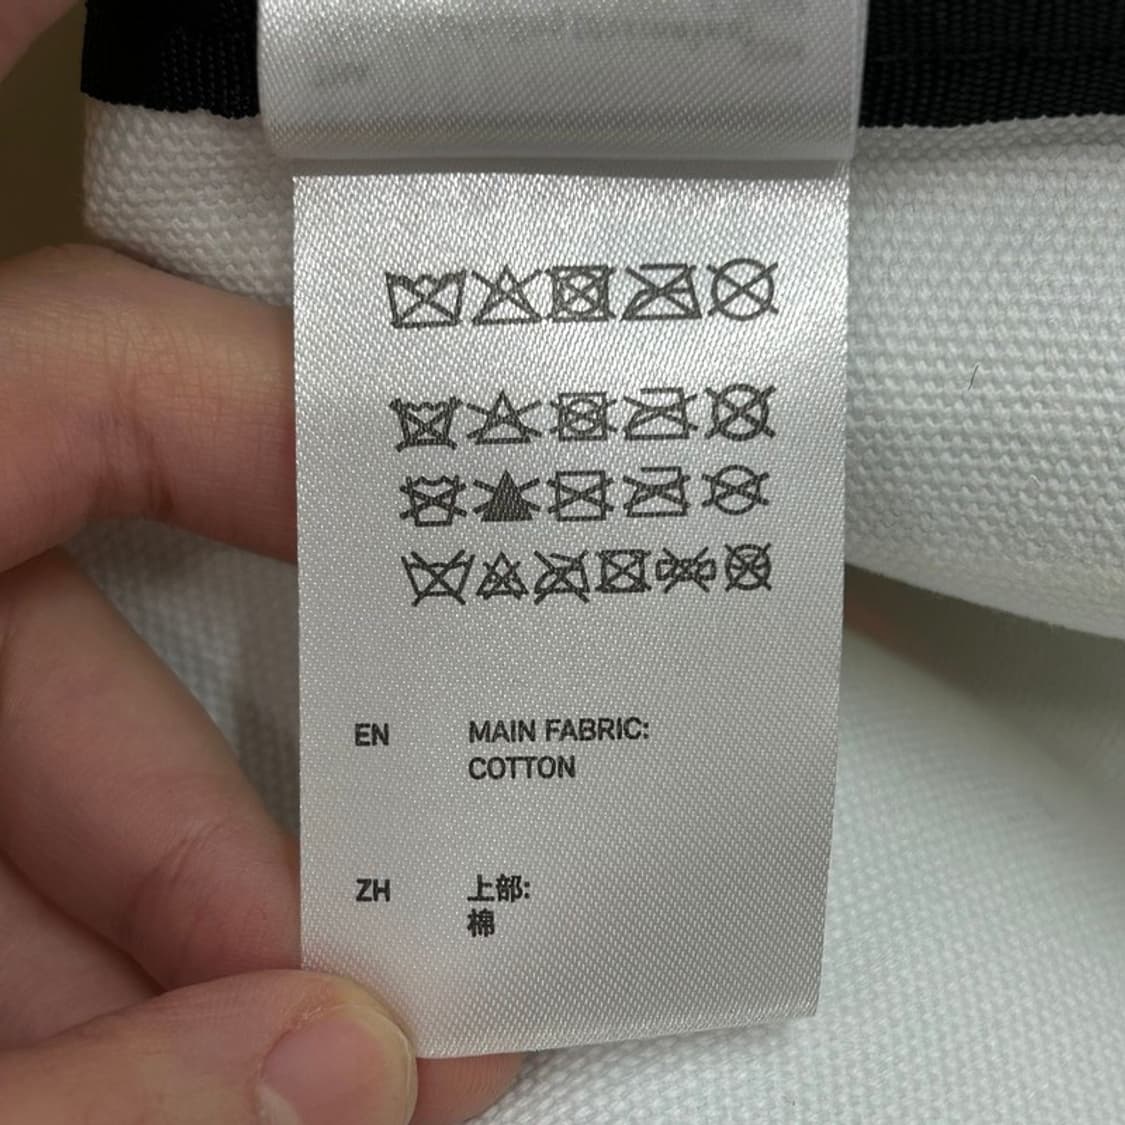 EN MAIN FABRIC:
COTTON
ZH 上部:
棉